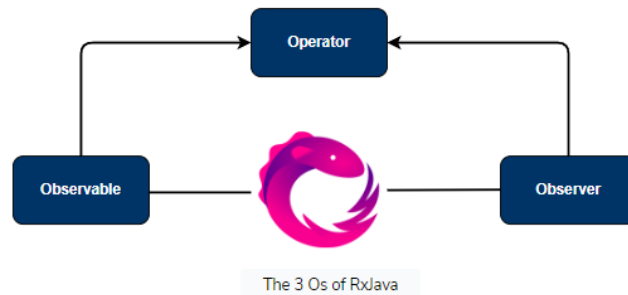 Operator
Observable
Observer
The 3 Os of RxJava